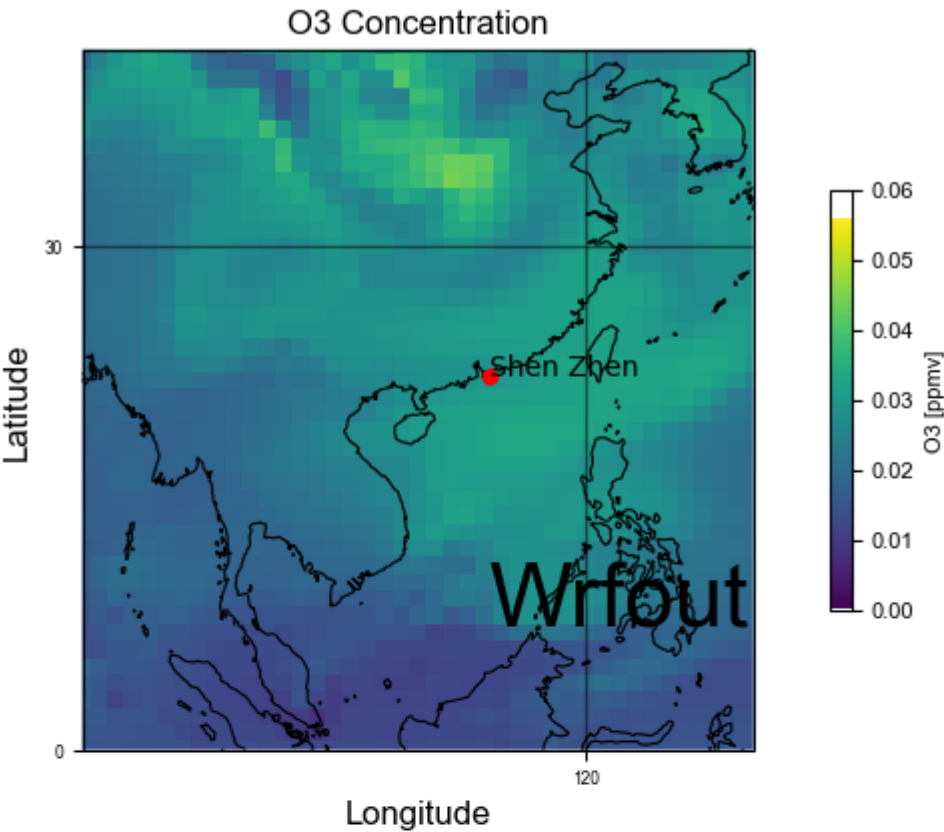 O3 Concentration
30
0
Latitude
Shen Zhen
Wrfout
120
Longitude
0.06
0.05
0.04
0.03
0.02
0.01
0.00
O3 [ppmv]